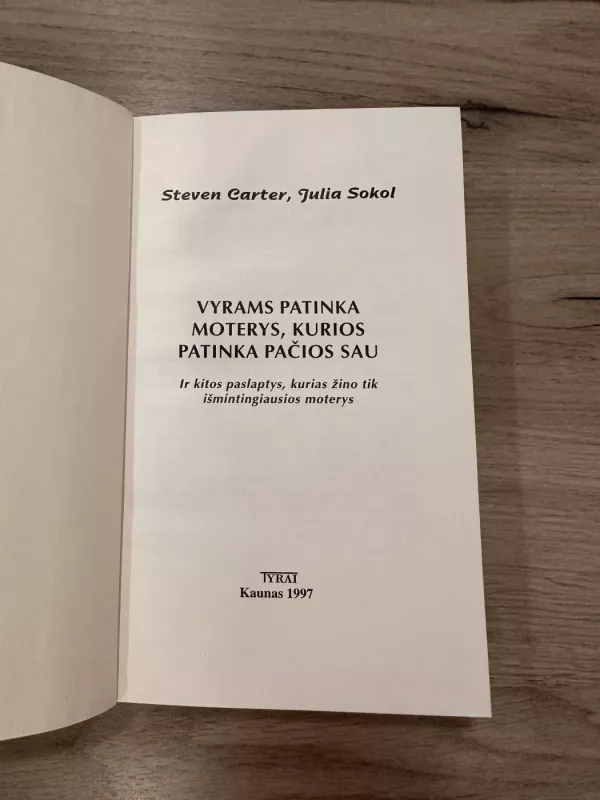 Steven Carter, Julia Sokol
VYRAMS PATINKA
MOTERYS, KURIOS
PATINKA PAČIOS SAU
Ir kitos paslaptys, kurias žino tik
išmintingiausios moterys
TYRAI
Kaunas 1997